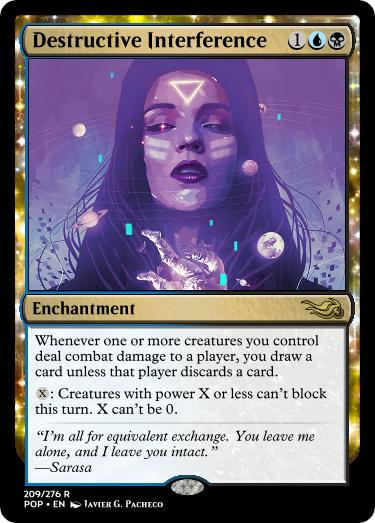 Destructive Interference 1
Enchantment
Whenever one or more creatures you control
deal combat damage to a player, you draw a
card unless that player discards a card.
X: Creatures with power X or less can't block
this turn. X can't be 0.
"I'm all for equivalent exchange. You leave me
alone, and I leave you intact."
—Sarasa
209/276 R
POP • EN Javier G. Pacheco